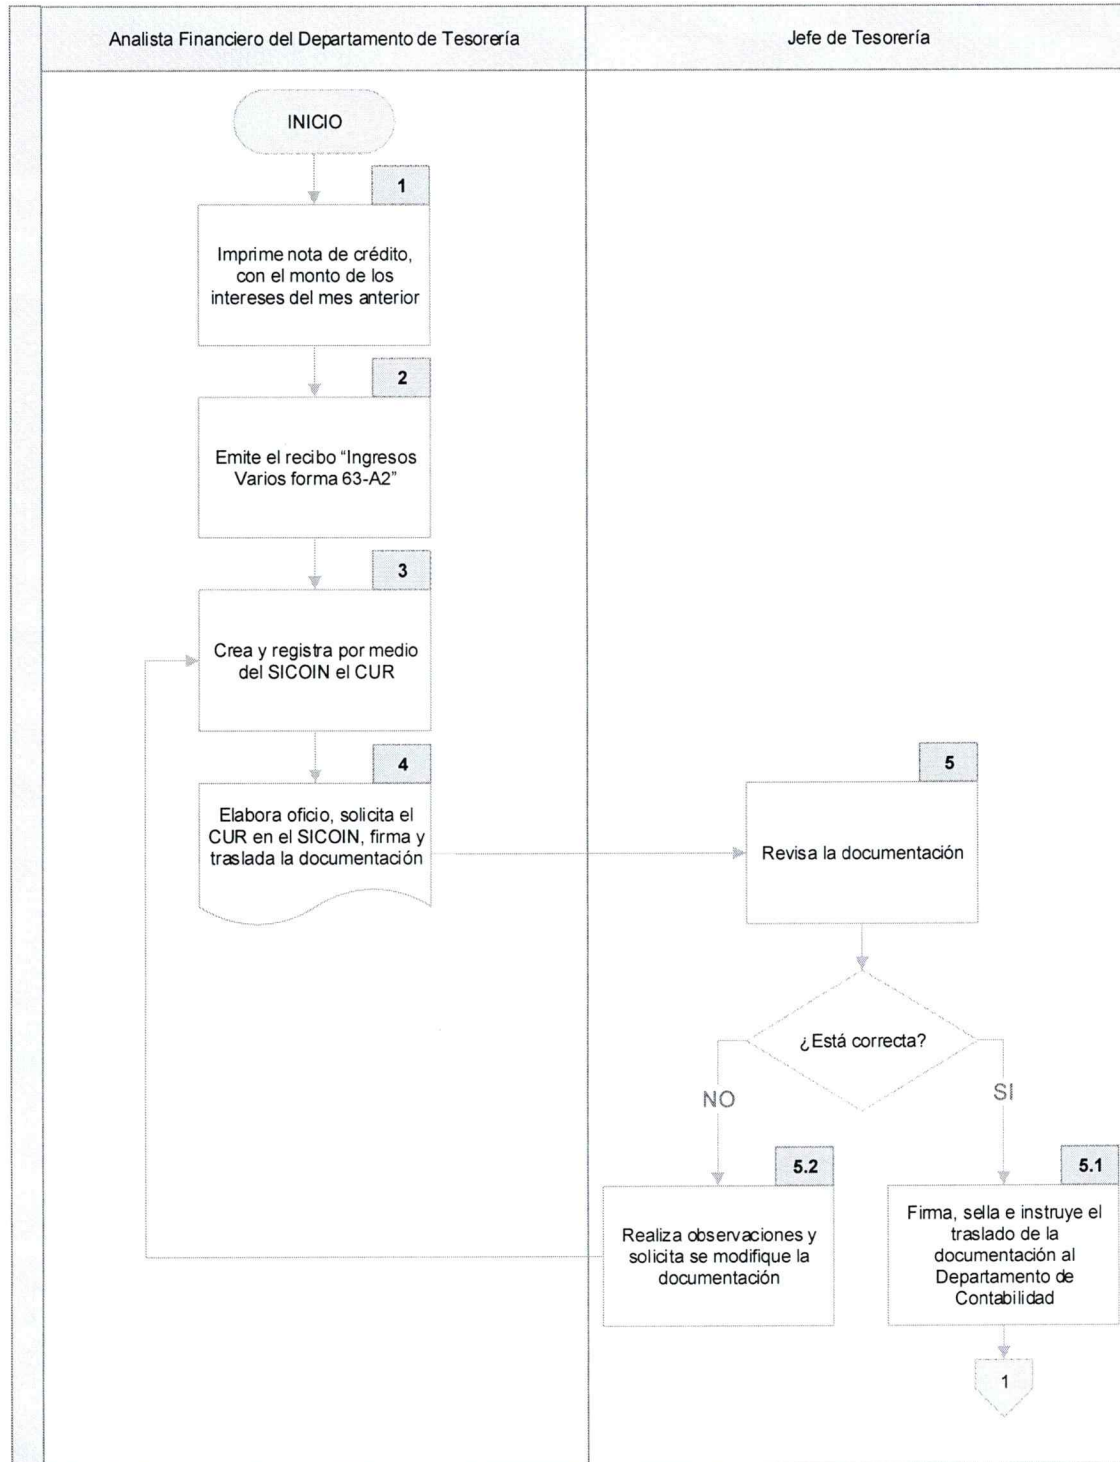 Analista Financiero del Departamento de Tesorería
Jefe de Tesorería
INICIO
1
Imprime nota de crédito,
con el monto de los
intereses del mes anterior
2
Emite el recibo “Ingresos
Varios forma 63-A2”
3
Crea y registra por medio
del SICOIN el CUR
4
Elabora oficio, solicita el
CUR en el SICOIN, firma y
traslada la documentación
5
Revisa la documentación
¿Está correcta?
NO
SI
5.2
Realiza observaciones y
solicita se modifique la
documentación
5.1
Firma, sella e instruye el
traslado de la
documentación al
Departamento de
Contabilidad
1